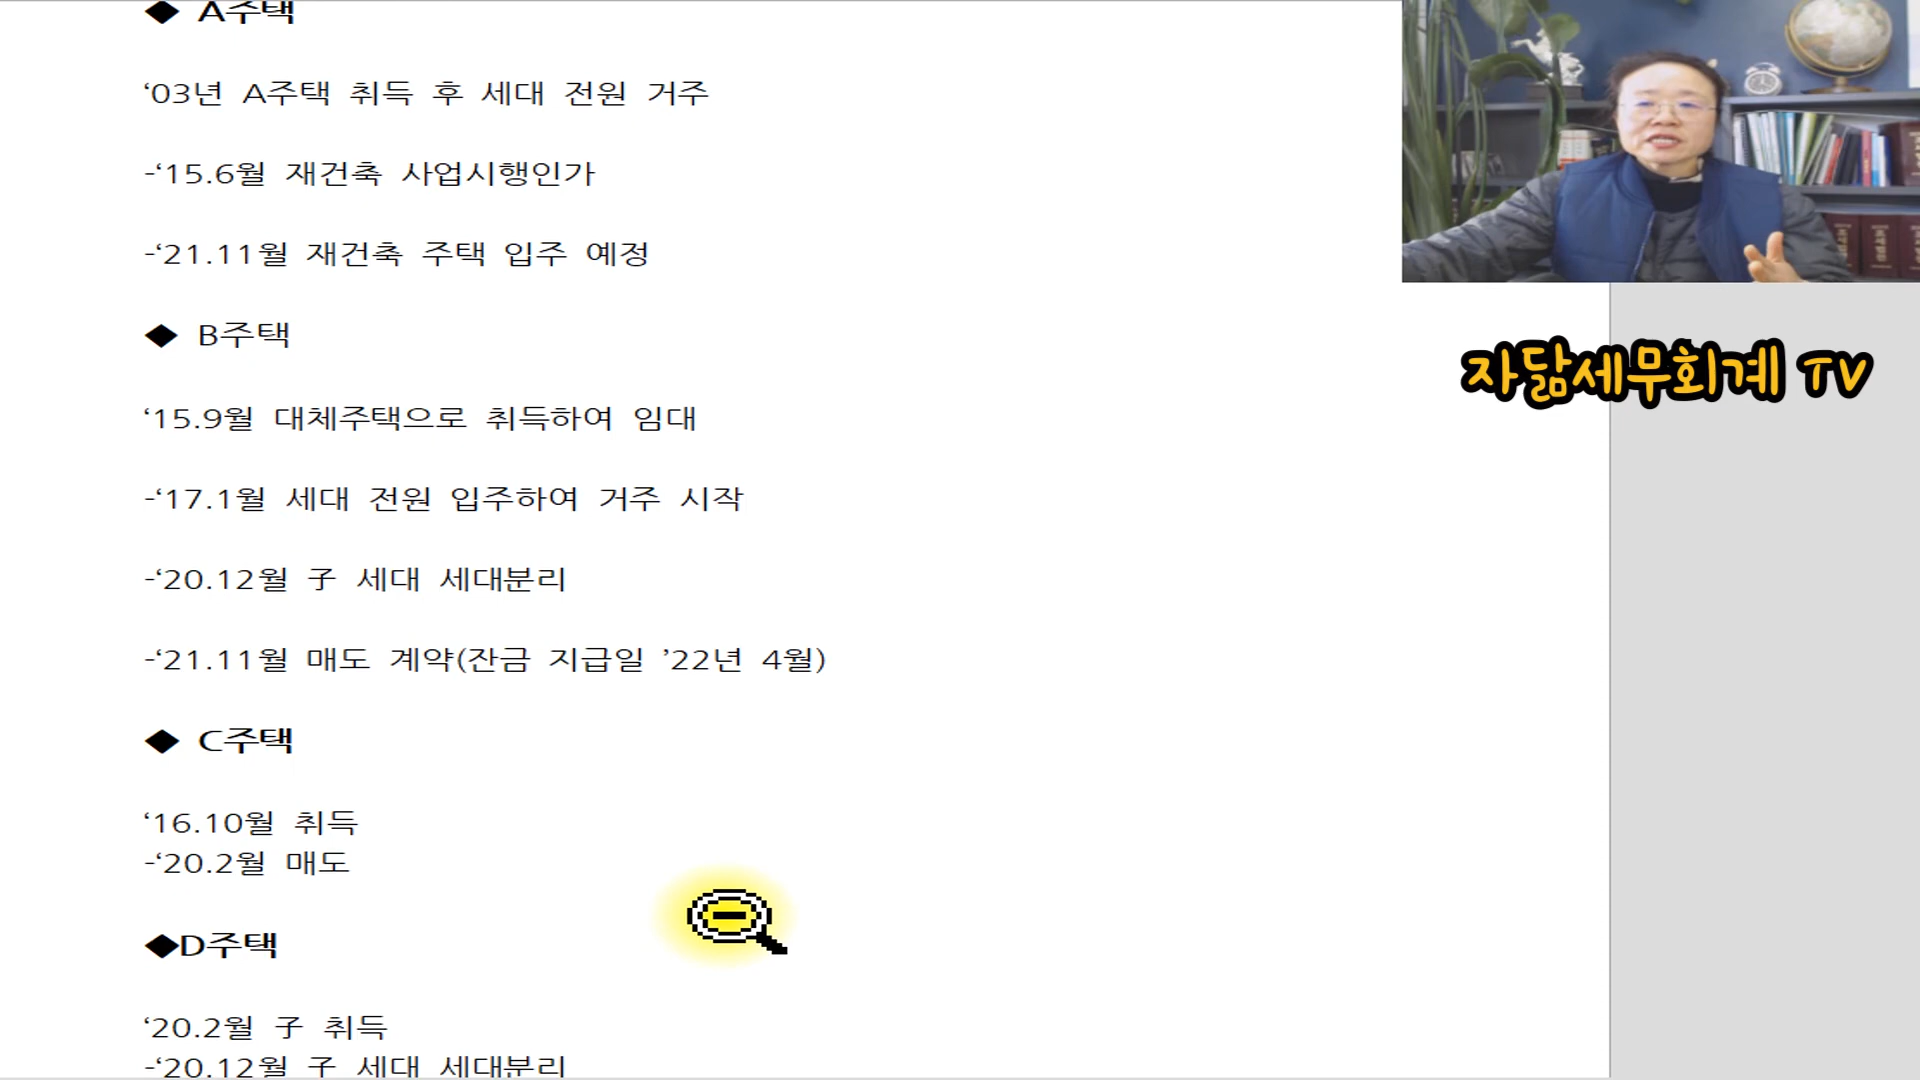 ◆ A주택
‘03년 A주택 취득 후 세대 전원 거주
-‘15.6월 재건축 사업시행인가
-‘21.11월 재건축 주택 입주 예정
◆ B주택
‘15.9월 대체주택으로 취득하여 임대
-‘17.1월 세대 전원 입주하여 거주 시작
-‘20.12월 子 세대 세대분리
-‘21.11월 매도 계약(잔금 지급일 ’22년 4월)
◆ C주택
‘16.10월 취득
-‘20.2월 매도
◆D주택
‘20.2월 子 취득
-‘20.12월 子 세대 세대분리
자닮세무회계 TV